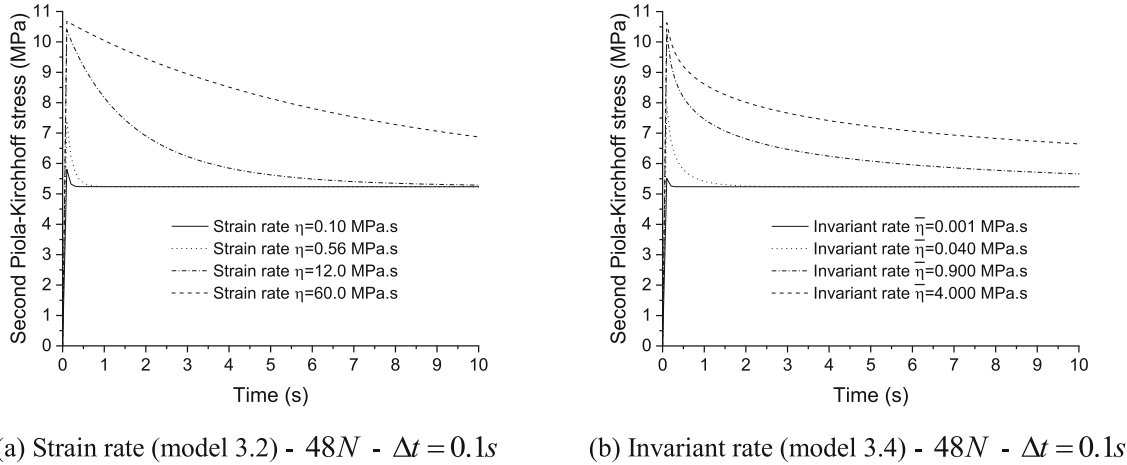 Second Piola-Kirchhoff stress (MPa)
11
10
9
8
7
6
5
4
3
2
1
0
Strain rate η=0.10 MPa.s
Strain rate η=0.56 MPa.s
Strain rate η=12.0 MPa.s
Strain rate η=60.0 MPa.s
0 1 2 3 4 5 6 7 8 9 10
Time (s)
(a) Strain rate (model 3.2) - 48N - Δt = 0.1s
Second Piola-Kirchhoff stress (MPa)
11
10
9
8
7
6
5
4
3
2
1
0
Invariant rate η̅=0.001 MPa.s
Invariant rate η̅=0.040 MPa.s
Invariant rate η̅=0.900 MPa.s
Invariant rate η̅=4.000 MPa.s
0 1 2 3 4 5 6 7 8 9 10
Time (s)
(b) Invariant rate (model 3.4) - 48N - Δt = 0.1s